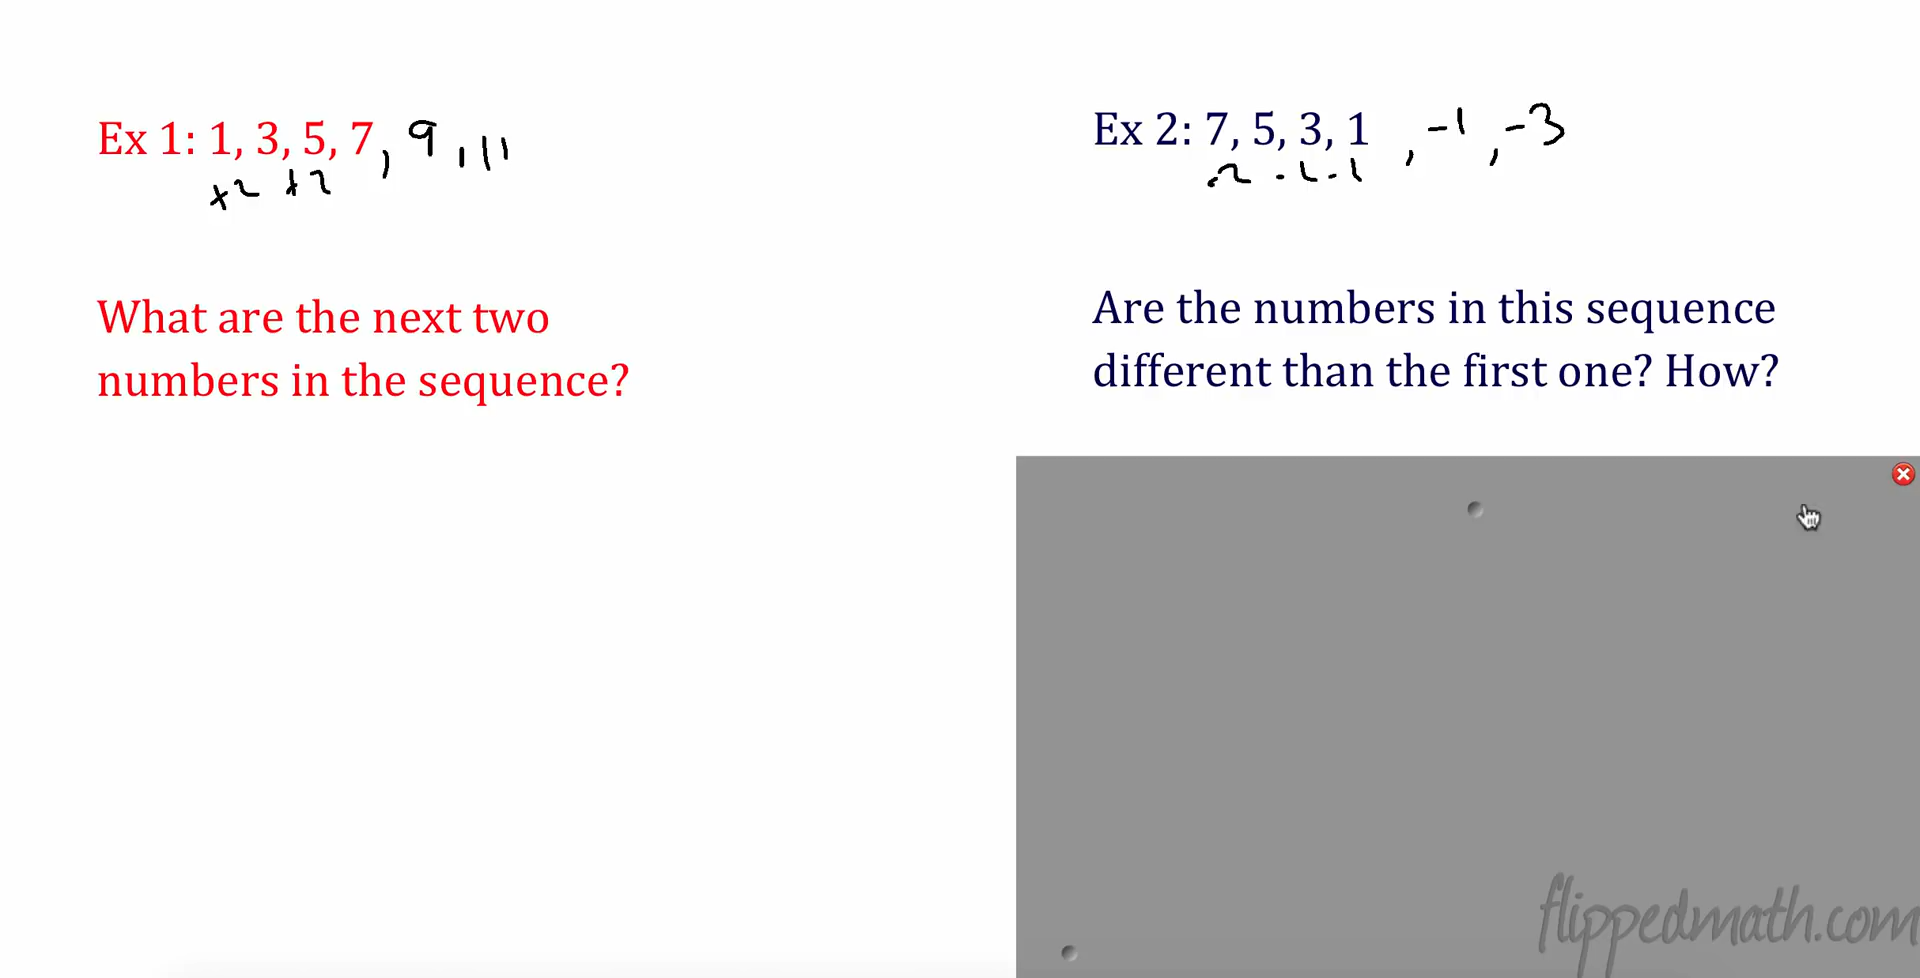 Ex 1: 1, 3, 5, 7, 9, 11
+2 +2
What are the next two
numbers in the sequence?
Ex 2: 7, 5, 3, 1, -1, -3
-2
Are the numbers in this sequence
different than the first one? How?
flippedmath.com